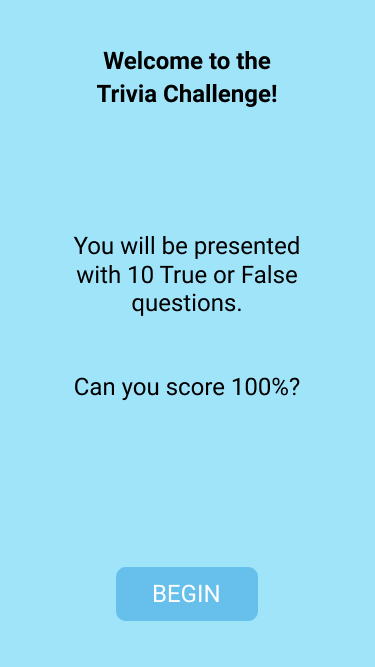 Welcome to the
Trivia Challenge!
You will be presented
with 10 True or False
questions.
Can you score 100%?
BEGIN